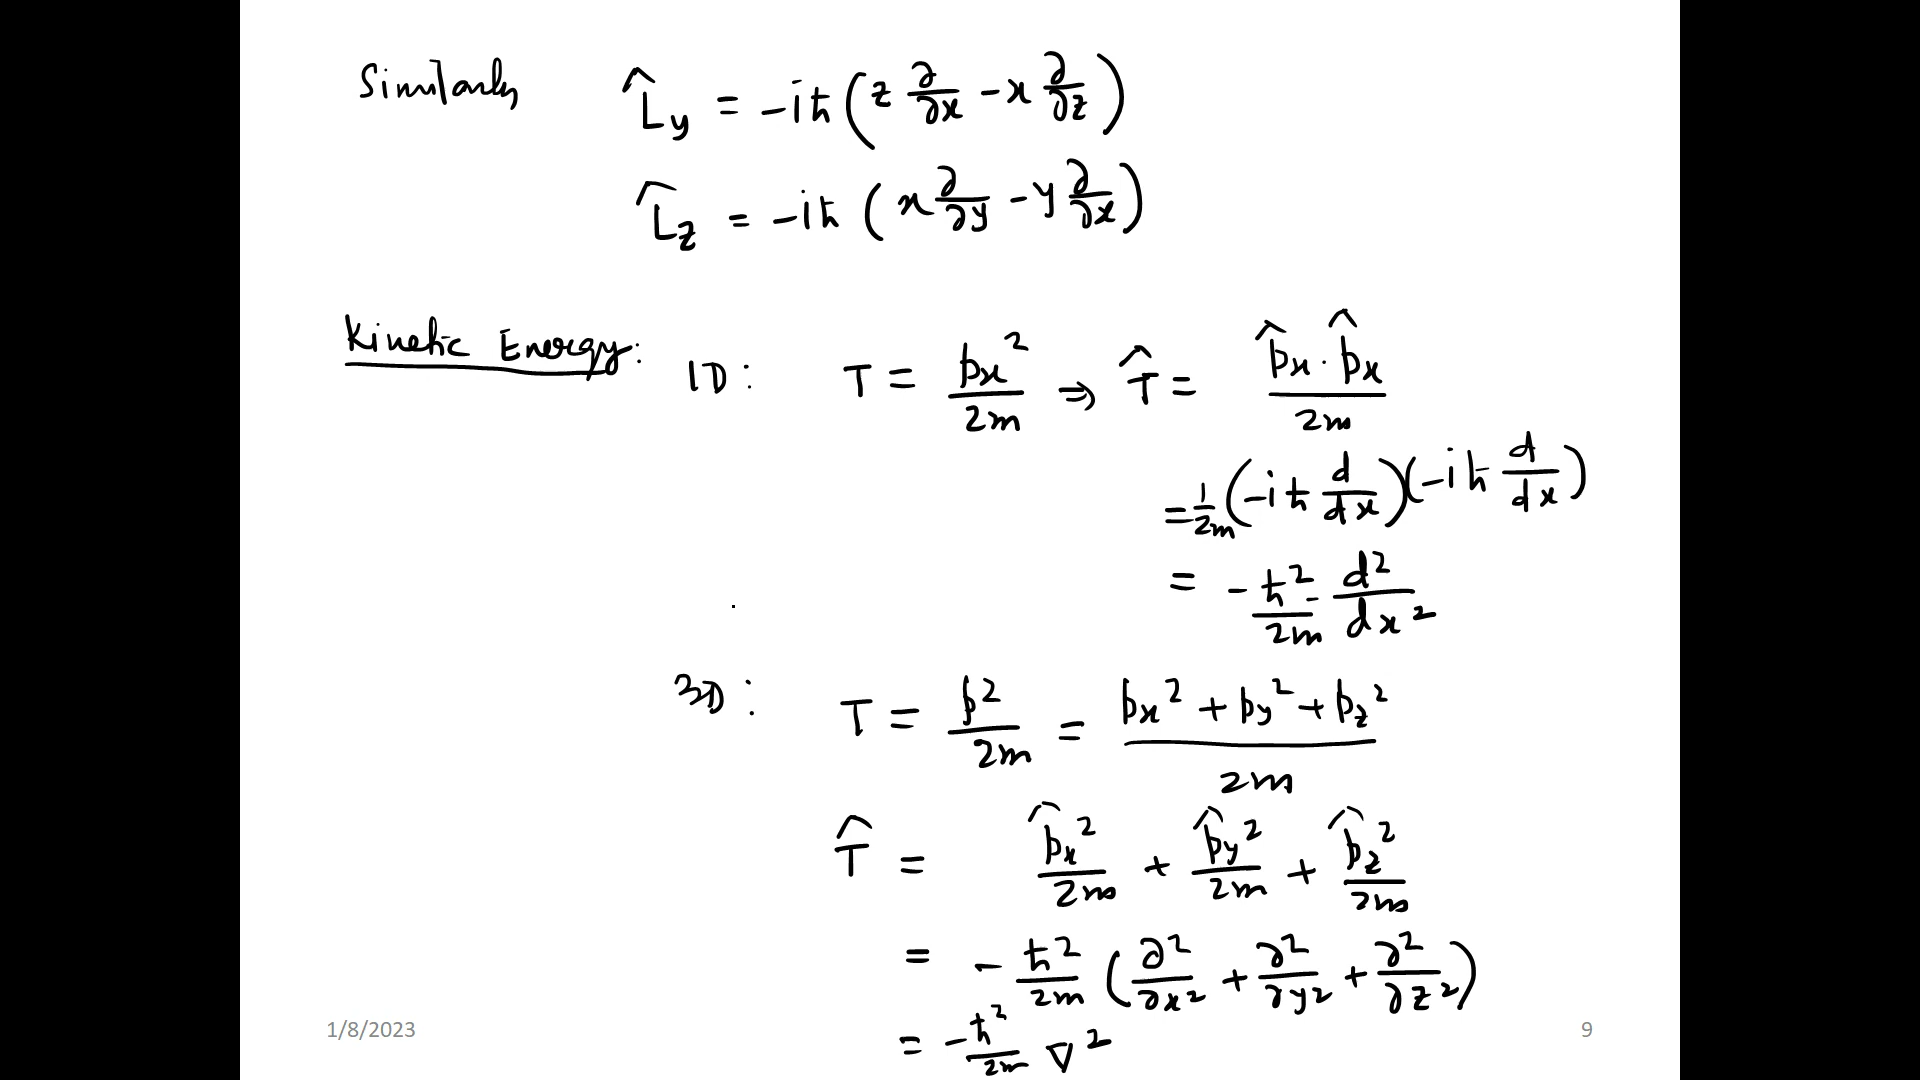 Similarly L̂y = -iħ (z ∂/∂x - x ∂/∂z)
L̂z = -iħ (x ∂/∂y - y ∂/∂x)
Kinetic Energy: 1D: T = px²/2m ⇒ T̂ = p̂x · p̂x/2m
= 1/2m (-iħ d/dx)(-iħ d/dx)
= -ħ²/2m d²/dx²
3D: T = p²/2m = px² + py² + pz²/2m
T̂ = p̂x²/2m + p̂y²/2m + p̂z²/2m
= -ħ²/2m (∂²/∂x² + ∂²/∂y² + ∂²/∂z²)
= -ħ²/2m ∇²
1/8/2023 9